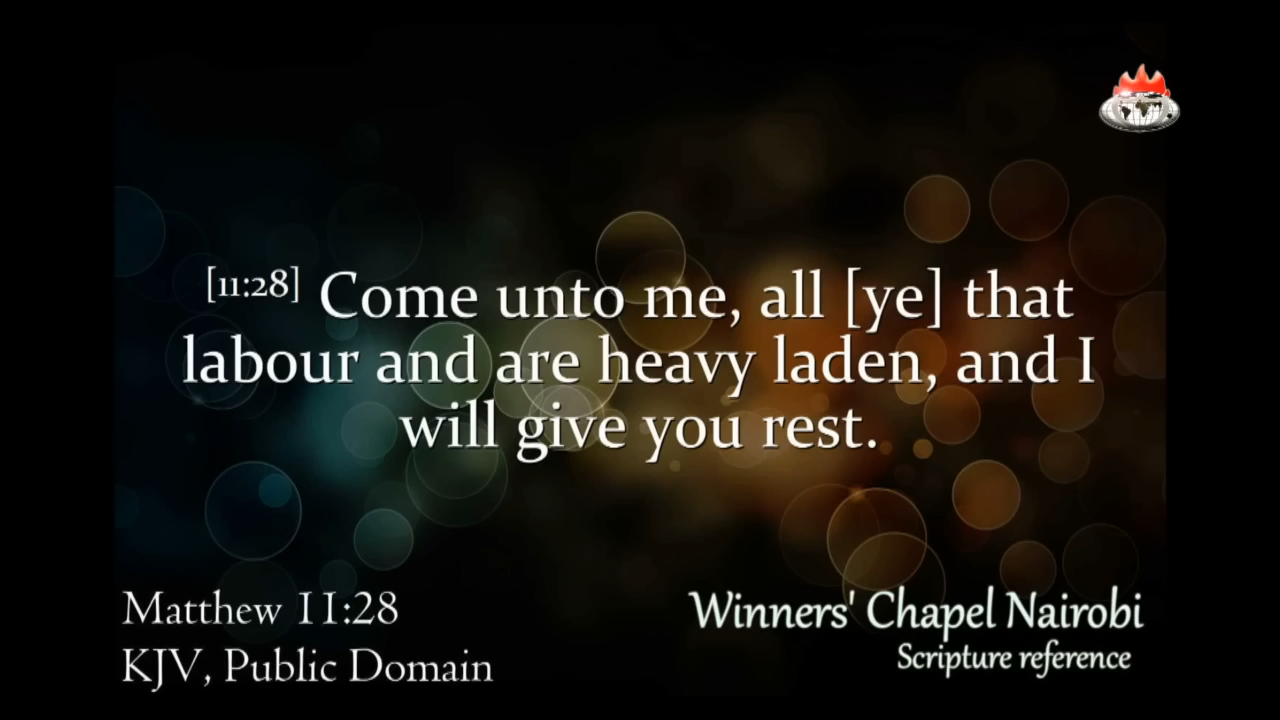 [11:28] Come unto me, all [ye] that
labour and are heavy laden, and I
will give you rest.
Matthew 11:28
KJV, Public Domain
Winners' Chapel Nairobi
Scripture reference